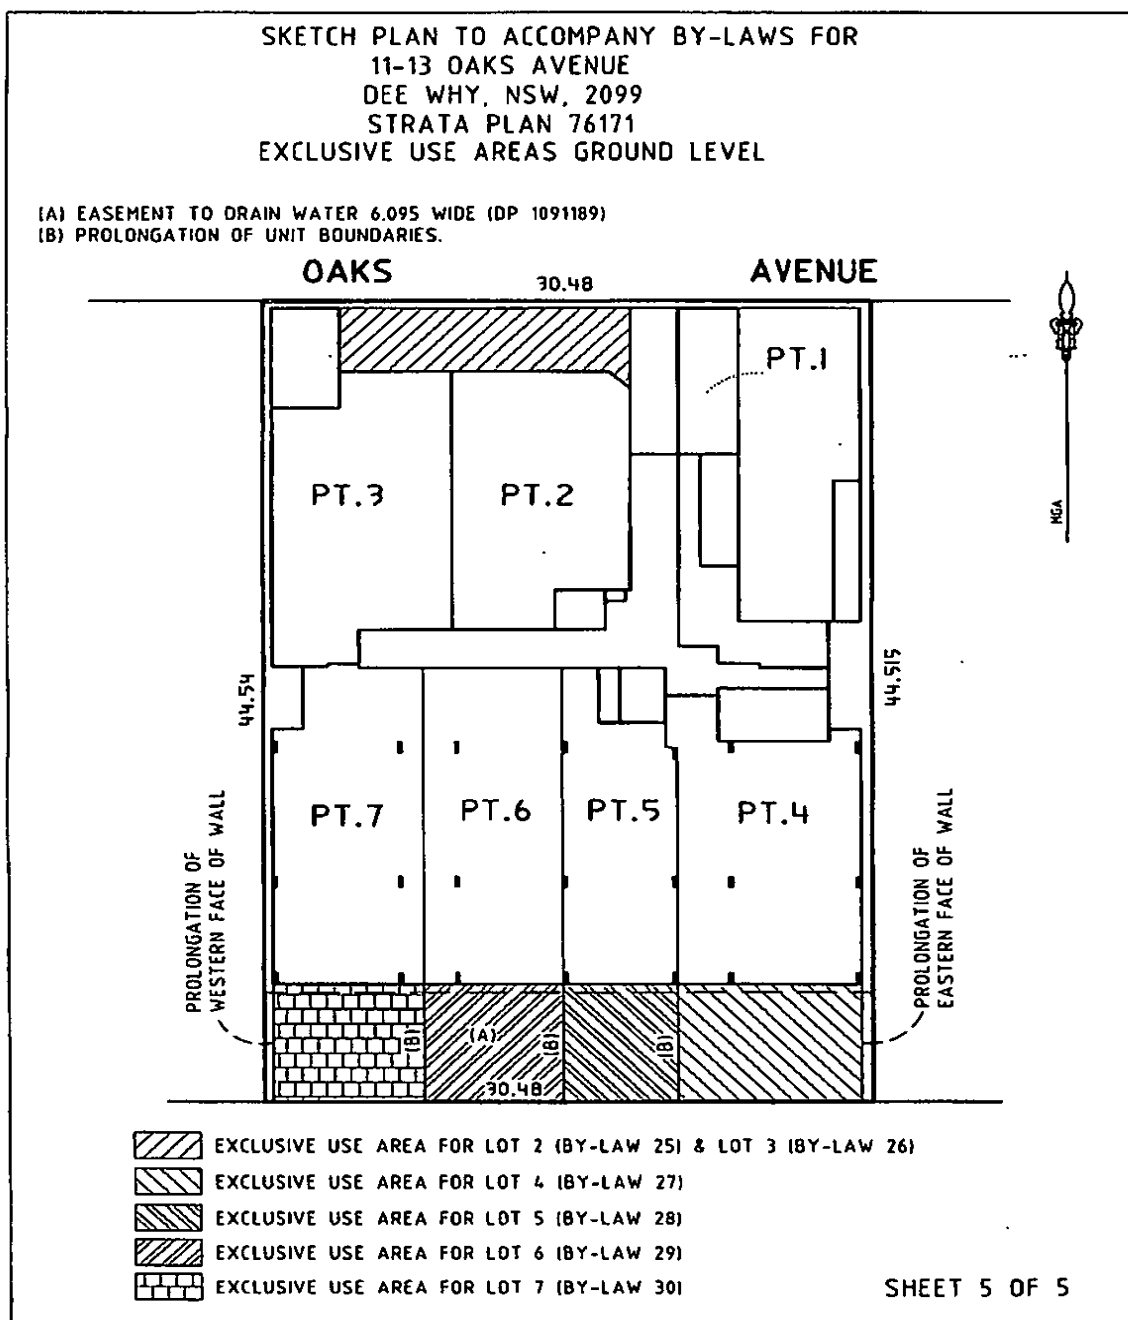 SKETCH PLAN TO ACCOMPANY BY-LAWS FOR
11-13 OAKS AVENUE
DEE WHY, NSW, 2099
STRATA PLAN 76171
EXCLUSIVE USE AREAS GROUND LEVEL
(A) EASEMENT TO DRAIN WATER 6.095 WIDE (DP 1091189)
(B) PROLONGATION OF UNIT BOUNDARIES.
OAKS AVENUE
30.48
PT.1
PT.3
PT.2
MGA
44.54
44.515
PT.7
PT.6
PT.5
PT.4
PROLONGATION OF
WESTERN FACE OF WALL
PROLONGATION OF
EASTERN FACE OF WALL
(B)
(A)
(B)
(B)
30.48
EXCLUSIVE USE AREA FOR LOT 2 (BY-LAW 25) & LOT 3 (BY-LAW 26)
EXCLUSIVE USE AREA FOR LOT 4 (BY-LAW 27)
EXCLUSIVE USE AREA FOR LOT 5 (BY-LAW 28)
EXCLUSIVE USE AREA FOR LOT 6 (BY-LAW 29)
EXCLUSIVE USE AREA FOR LOT 7 (BY-LAW 30)
SHEET 5 OF 5